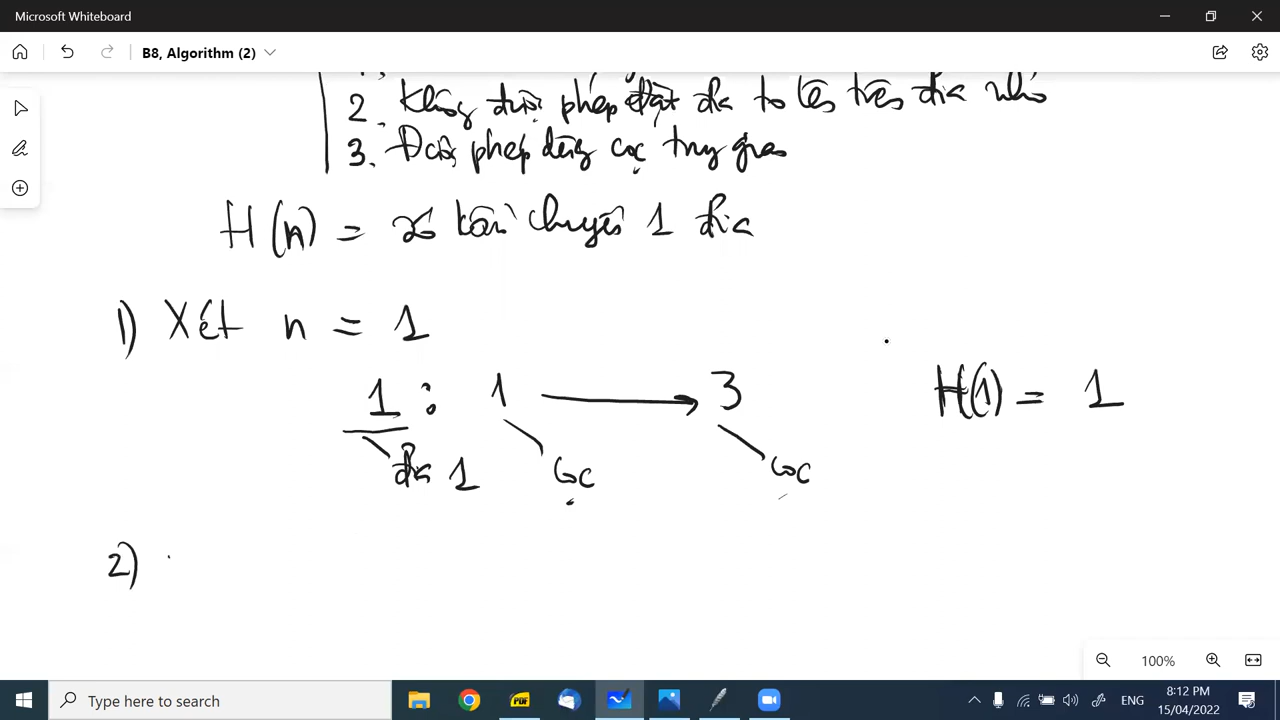 Microsoft Whiteboard
B8, Algorithm (2)
2. Không được phép đặt đĩa to lên trên đĩa nhỏ
3. Được phép dùng cọc trung gian
H(n) = số lần chuyển 1 đĩa
1) Xét n = 1
1 : 1 → 3
H(1) = 1
đĩa 1 cọc cọc
2)
100%
Type here to search
ENG
8:12 PM
15/04/2022